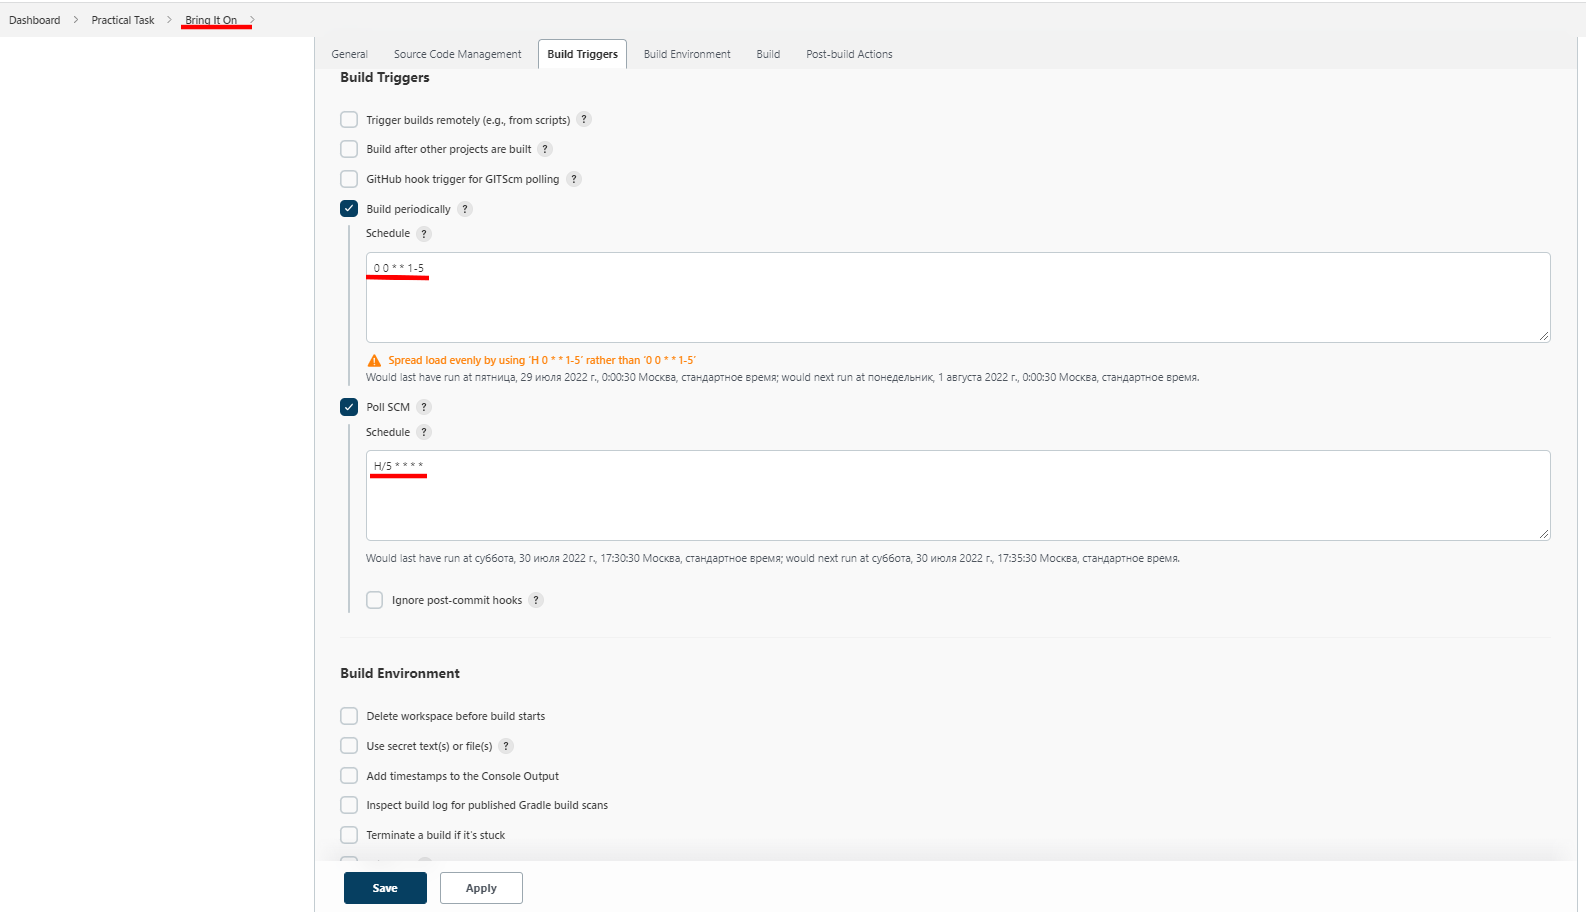 Dashboard > Practical Task > Bring It On >
General Source Code Management Build Triggers Build Environment Build Post-build Actions
Build Triggers
Trigger builds remotely (e.g., from scripts) ?
Build after other projects are built ?
GitHub hook trigger for GITScm polling ?
Build periodically ?
Schedule ?
0 0 * * 1-5
Spread load evenly by using 'H 0 * * 1-5' rather than '0 0 * * 1-5'
Would last have run at пятница, 29 июля 2022 г., 0:00:30 Москва, стандартное время; would next run at понедельник, 1 августа 2022 г., 0:00:30 Москва, стандартное время.
Poll SCM ?
Schedule ?
H/5 * * * *
Would last have run at суббота, 30 июля 2022 г., 17:30:30 Москва, стандартное время; would next run at суббота, 30 июля 2022 г., 17:35:30 Москва, стандартное время.
Ignore post-commit hooks ?
Build Environment
Delete workspace before build starts
Use secret text(s) or file(s) ?
Add timestamps to the Console Output
Inspect build log for published Gradle build scans
Terminate a build if it's stuck
Save Apply